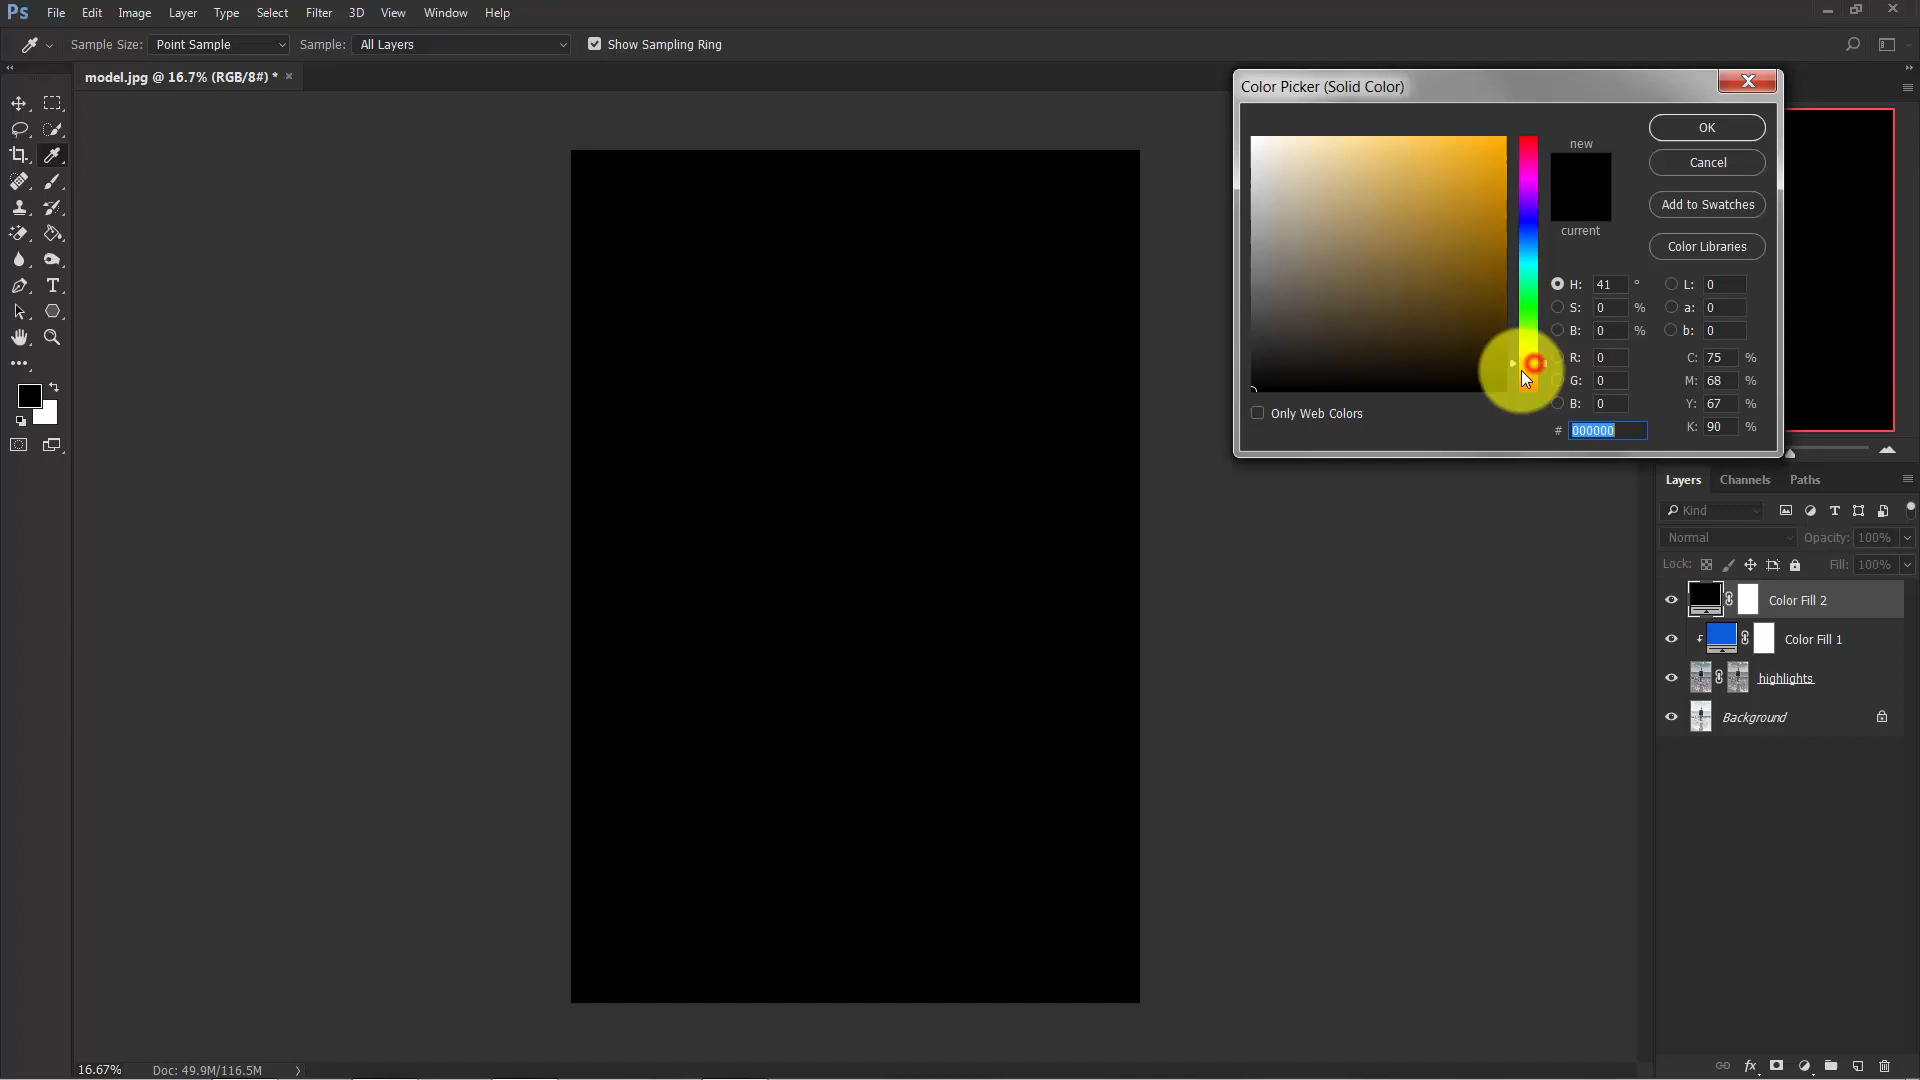 Ps File Edit Image Layer Type Select Filter 3D View Window Help
Sample Size: Point Sample Sample: All Layers Show Sampling Ring
model.jpg @ 16.7% (RGB/8#) * ×
Color Picker (Solid Color)
new
current
OK
Cancel
Add to Swatches
Color Libraries
H: 41 ° L: 0
S: 0 % a: 0
B: 0 % b: 0
R: 0 C: 75 %
G: 0 M: 68 %
B: 0 Y: 67 %
# 000000 K: 90 %
Only Web Colors
Layers Channels Paths
Kind
Normal Opacity: 100%
Lock: Fill: 100%
Color Fill 2
Color Fill 1
highlights
Background
16.67% Doc: 49.9M/116.5M